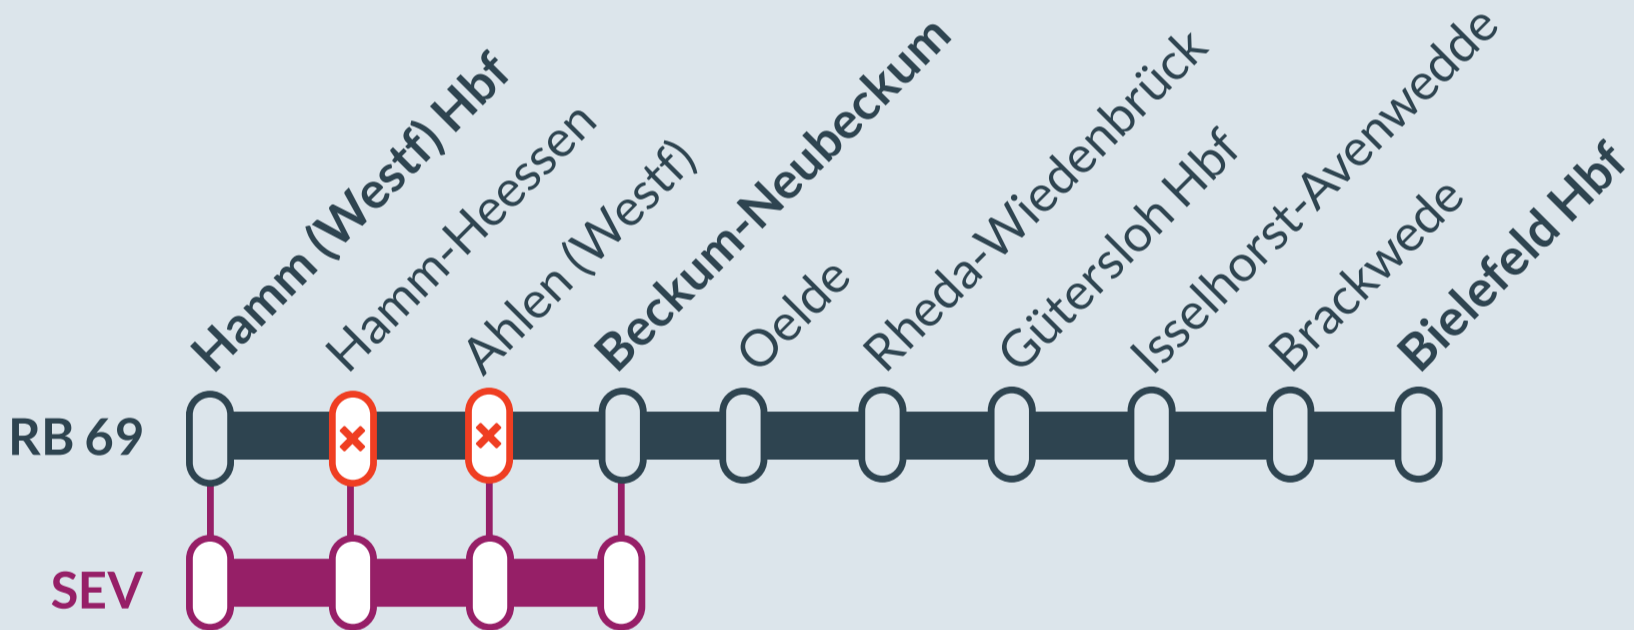 Hamm (Westf) Hbf
Hamm-Heessen
Ahlen (Westf)
Beckum-Neubeckum
Oelde
Rheda-Wiedenbrück
Gütersloh Hbf
Isselhorst-Avenwedde
Brackwede
Bielefeld Hbf
RB 69
SEV